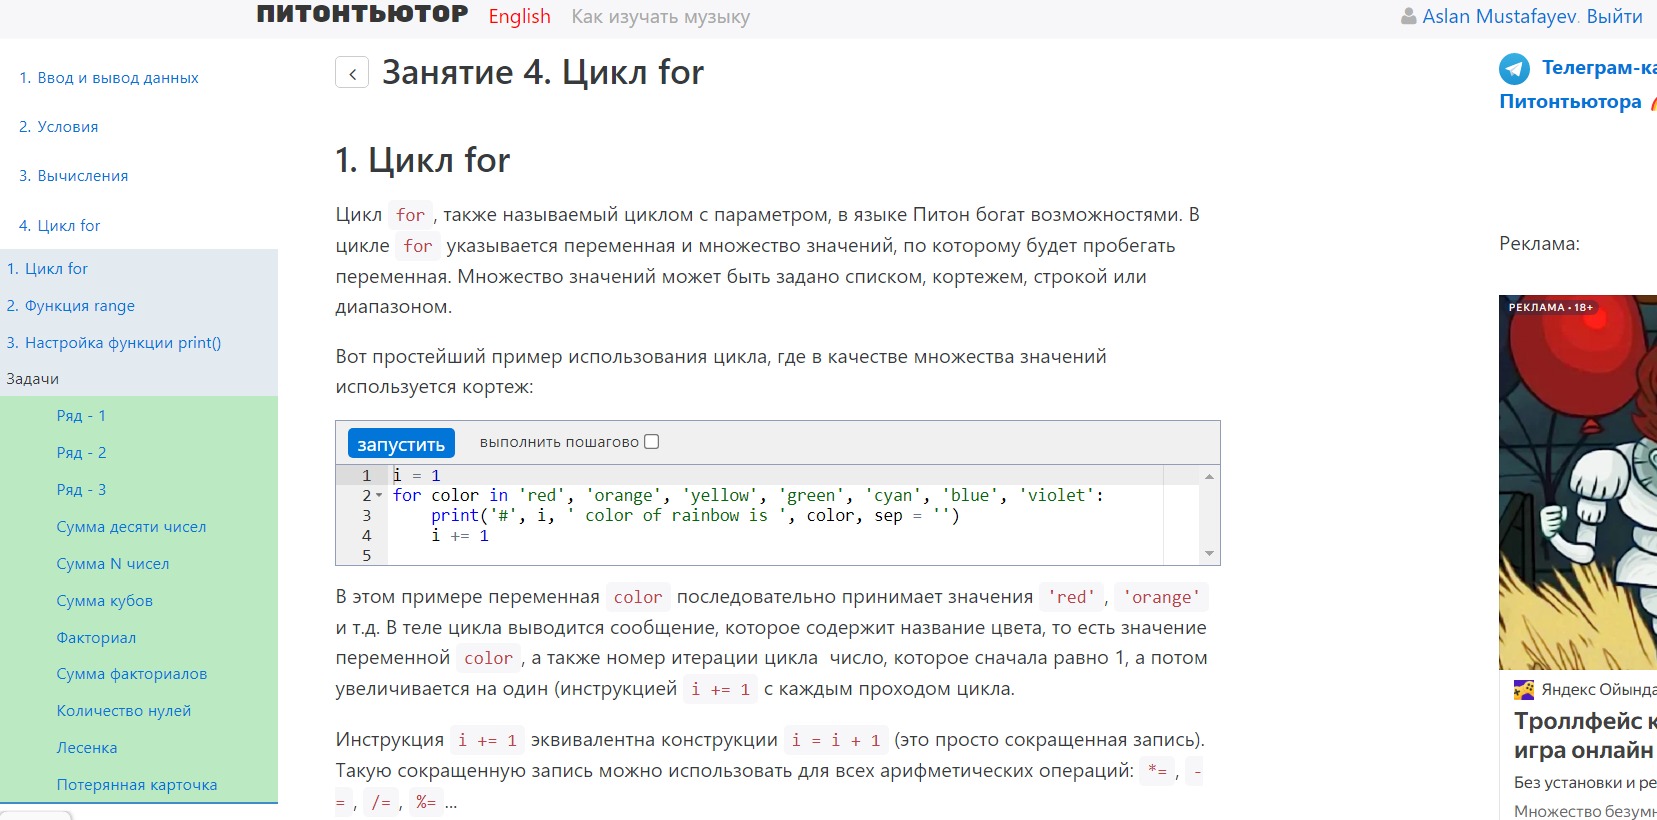 ПИТОНТЬЮТОР English Как изучать музыку Aslan Mustafayev. Выйти
1. Ввод и вывод данных
2. Условия
3. Вычисления
4. Цикл for
1. Цикл for
2. Функция range
3. Настройка функции print()
Задачи
Ряд - 1
Ряд - 2
Ряд - 3
Сумма десяти чисел
Сумма N чисел
Сумма кубов
Факториал
Сумма факториалов
Количество нулей
Лесенка
Потерянная карточка
Занятие 4. Цикл for
1. Цикл for
Цикл for , также называемый циклом с параметром, в языке Питон богат возможностями. В
цикле for указывается переменная и множество значений, по которому будет пробегать
переменная. Множество значений может быть задано списком, кортежем, строкой или
диапазоном.
Вот простейший пример использования цикла, где в качестве множества значений
используется кортеж:
запустить выполнить пошагово
1 i = 1
2 for color in 'red', 'orange', 'yellow', 'green', 'cyan', 'blue', 'violet':
3 print('#', i, ' color of rainbow is ', color, sep = '')
4 i += 1
5
В этом примере переменная color последовательно принимает значения 'red' , 'orange'
и т.д. В теле цикла выводится сообщение, которое содержит название цвета, то есть значение
переменной color , а также номер итерации цикла число, которое сначала равно 1, а потом
увеличивается на один (инструкцией i += 1 с каждым проходом цикла.
Инструкция i += 1 эквивалентна конструкции i = i + 1 (это просто сокращенная запись).
Такую сокращенную запись можно использовать для всех арифметических операций: *= , -
= , /= , %= ...
Телеграм-ка
Питонтьютора
Реклама:
РЕКЛАМА • 18+
Яндекс Ойында
Троллфейс к
игра онлайн
Без установки и ре
Множество безумн